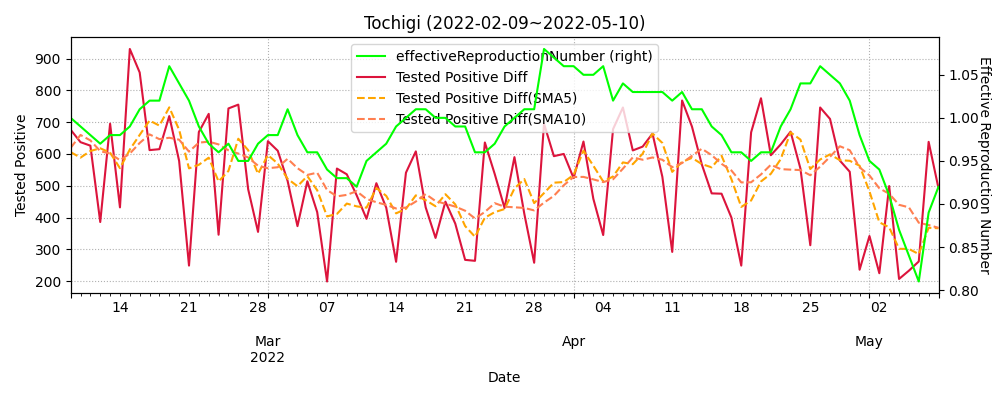 Tochigi (2022-02-09~2022-05-10)
effectiveReproductionNumber (right)
Tested Positive Diff
Tested Positive Diff(SMA5)
Tested Positive Diff(SMA10)
Tested Positive
900
800
700
600
500
400
300
200
1.05
1.00
0.95
0.90
0.85
0.80
Effective Reproduction Number
14 21 28 07 14 21 28 04 11 18 25 02
Mar Apr May
2022
Date